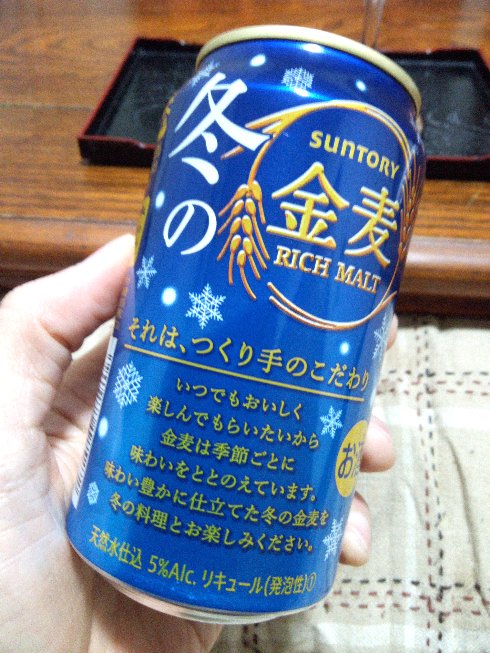 冬の
SUNTORY
金麦
RICH MALT
それは、つくり手のこだわり
いつでもおいしく
楽しんでもらいたいから
金麦は季節ごとに
味わいをととのえています。
味わい豊かに仕立てた冬の金麦を
冬の料理とお楽しみください。
お酒
天然水仕込 5%Alc. リキュール(発泡性)①